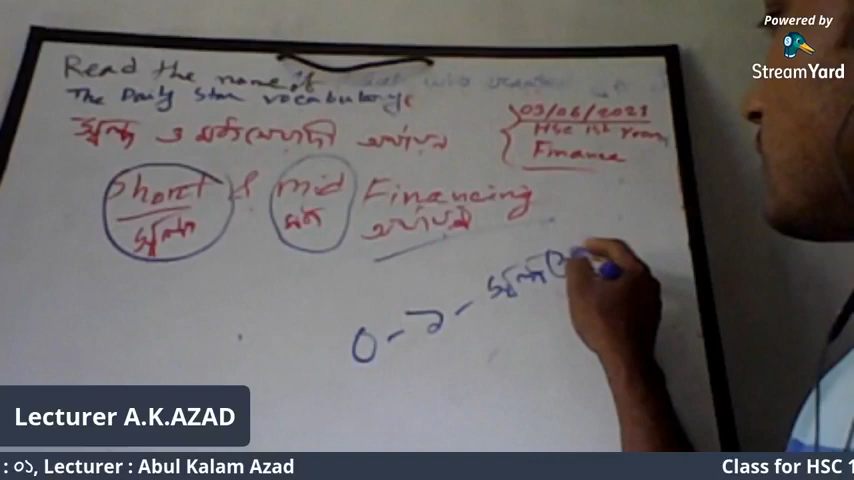 Powered by
StreamYard
Read the name of
The Daily Star vocabulary
03/06/2021
HSC 1st Year
Finance
স্বল্প ও মধ্যমেয়াদী অর্থায়ন
Short & mid Financing
স্বল্প মধ্য অর্থায়ন
০-১- স্বল্প
Lecturer A.K.AZAD
: ০১, Lecturer : Abul Kalam Azad
Class for HSC 1